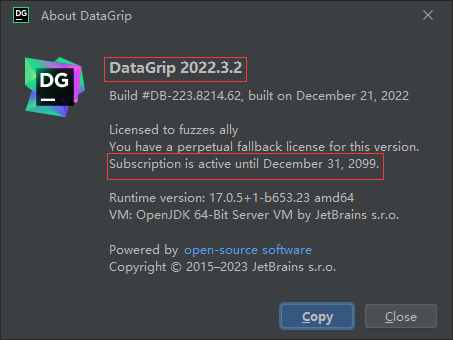 DG
About DataGrip
DG
DataGrip 2022.3.2
Build #DB-223.8214.62, built on December 21, 2022
Licensed to fuzzes ally
You have a perpetual fallback license for this version.
Subscription is active until December 31, 2099.
Runtime version: 17.0.5+1-b653.23 amd64
VM: OpenJDK 64-Bit Server VM by JetBrains s.r.o.
Powered by open-source software
Copyright © 2015–2023 JetBrains s.r.o.
Copy Close